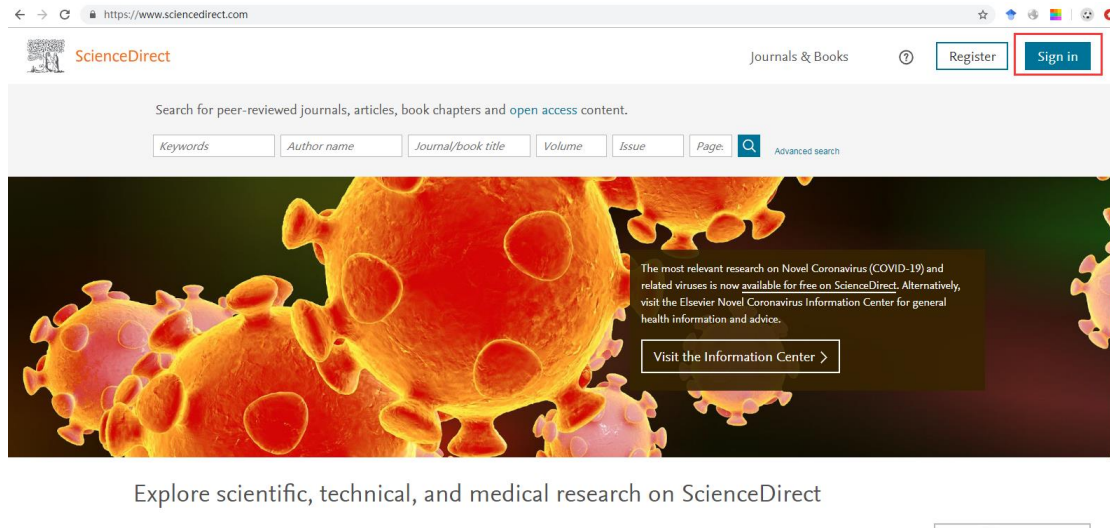 https://www.sciencedirect.com
ScienceDirect
Journals & Books
?
Register
Sign in
Search for peer-reviewed journals, articles, book chapters and open access content.
Keywords
Author name
Journal/book title
Volume
Issue
Page:
Advanced search
The most relevant research on Novel Coronavirus (COVID-19) and
related viruses is now available for free on ScienceDirect. Alternatively,
visit the Elsevier Novel Coronavirus Information Center for general
health information and advice.
Visit the Information Center >
Explore scientific, technical, and medical research on ScienceDirect